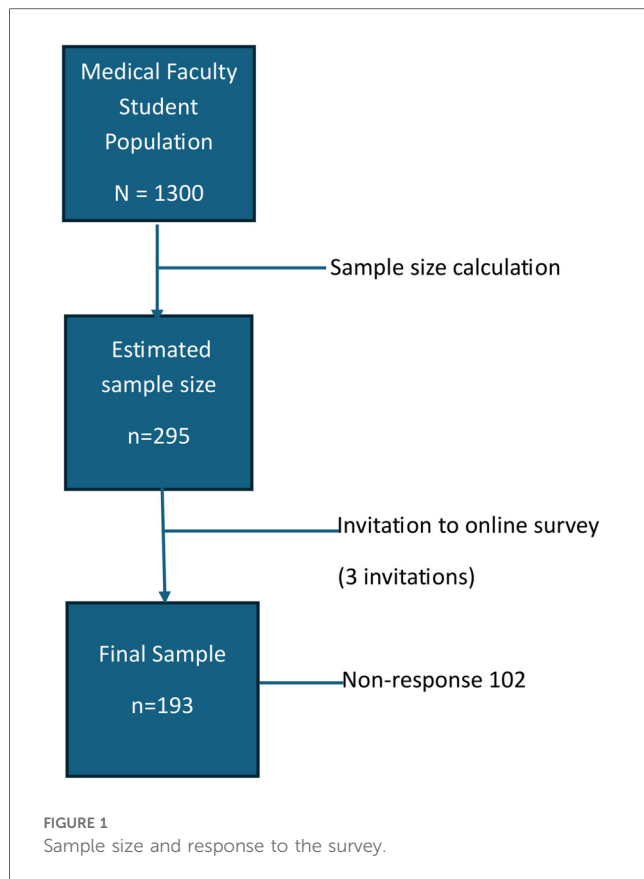 Medical Faculty
Student
Population
N = 1300
Sample size calculation
Estimated
sample size
n=295
Invitation to online survey
(3 invitations)
Final Sample
n=193
Non-response 102
FIGURE 1
Sample size and response to the survey.